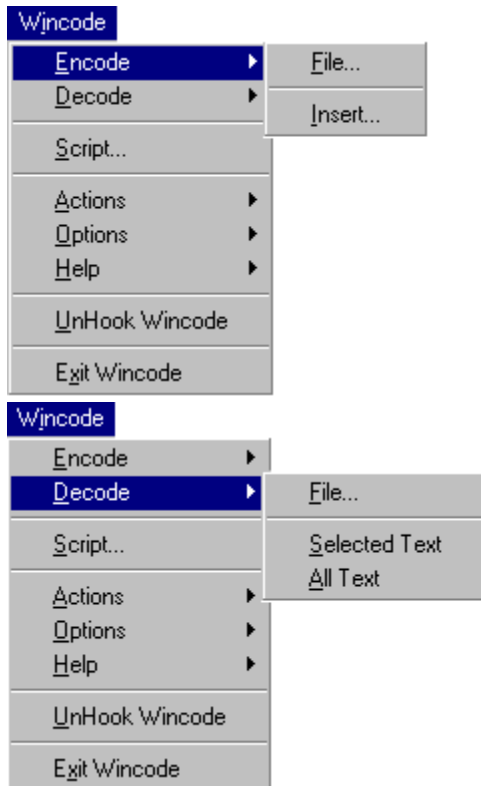 Wincode
Encode
File...
Decode
Insert...
Script...
Actions
Options
Help
UnHook Wincode
Exit Wincode
Wincode
Encode
Decode
File...
Script...
Selected Text
All Text
Actions
Options
Help
UnHook Wincode
Exit Wincode